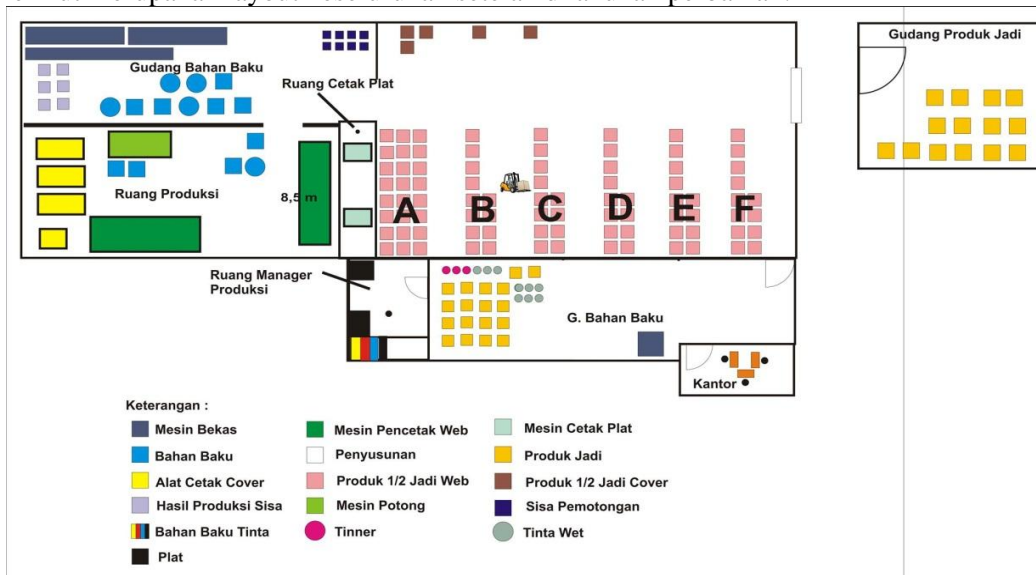 Gudang Produk Jadi
Gudang Bahan Baku
Ruang Cetak Plat
Ruang Produksi
8,5 m
A B C D E F
Ruang Manager
Produksi
G. Bahan Baku
Kantor
Keterangan :
Mesin Bekas
Mesin Pencetak Web
Mesin Cetak Plat
Bahan Baku
Penyusunan
Produk Jadi
Alat Cetak Cover
Produk 1/2 Jadi Web
Produk 1/2 Jadi Cover
Hasil Produksi Sisa
Mesin Potong
Sisa Pemotongan
Bahan Baku Tinta
Tinner
Tinta Wet
Plat